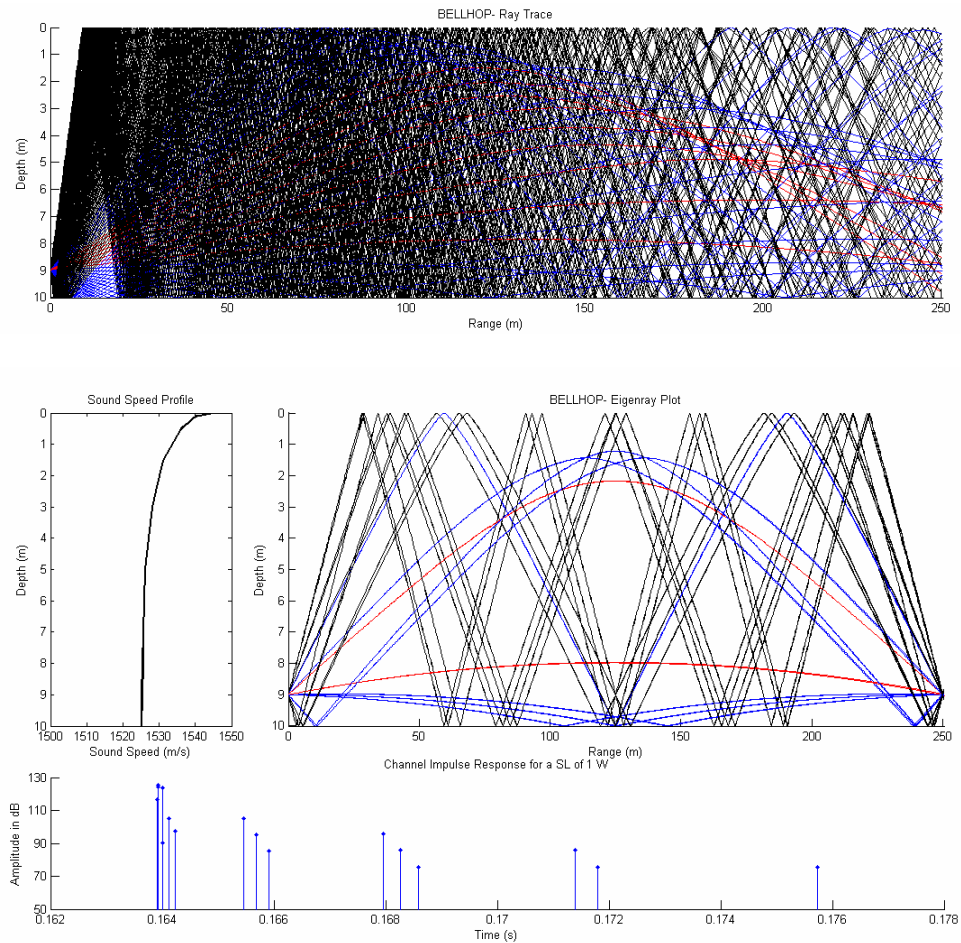 BELLHOP- Ray Trace
0
1
2
3
4
5
6
7
8
9
10
Depth (m)
0 50 100 150 200 250
Range (m)
Sound Speed Profile
0
1
2
3
4
5
6
7
8
9
10
Depth (m)
1500 1510 1520 1530 1540 1550
Sound Speed (m/s)
BELLHOP- Eigenray Plot
0
1
2
3
4
5
6
7
8
9
10
Depth (m)
0 50 100 150 200 250
Range (m)
Channel Impulse Response for a SL of 1 W
130
110
90
70
50
Amplitude in dB
0.162 0.164 0.166 0.168 0.17 0.172 0.174 0.176 0.178
Time (s)